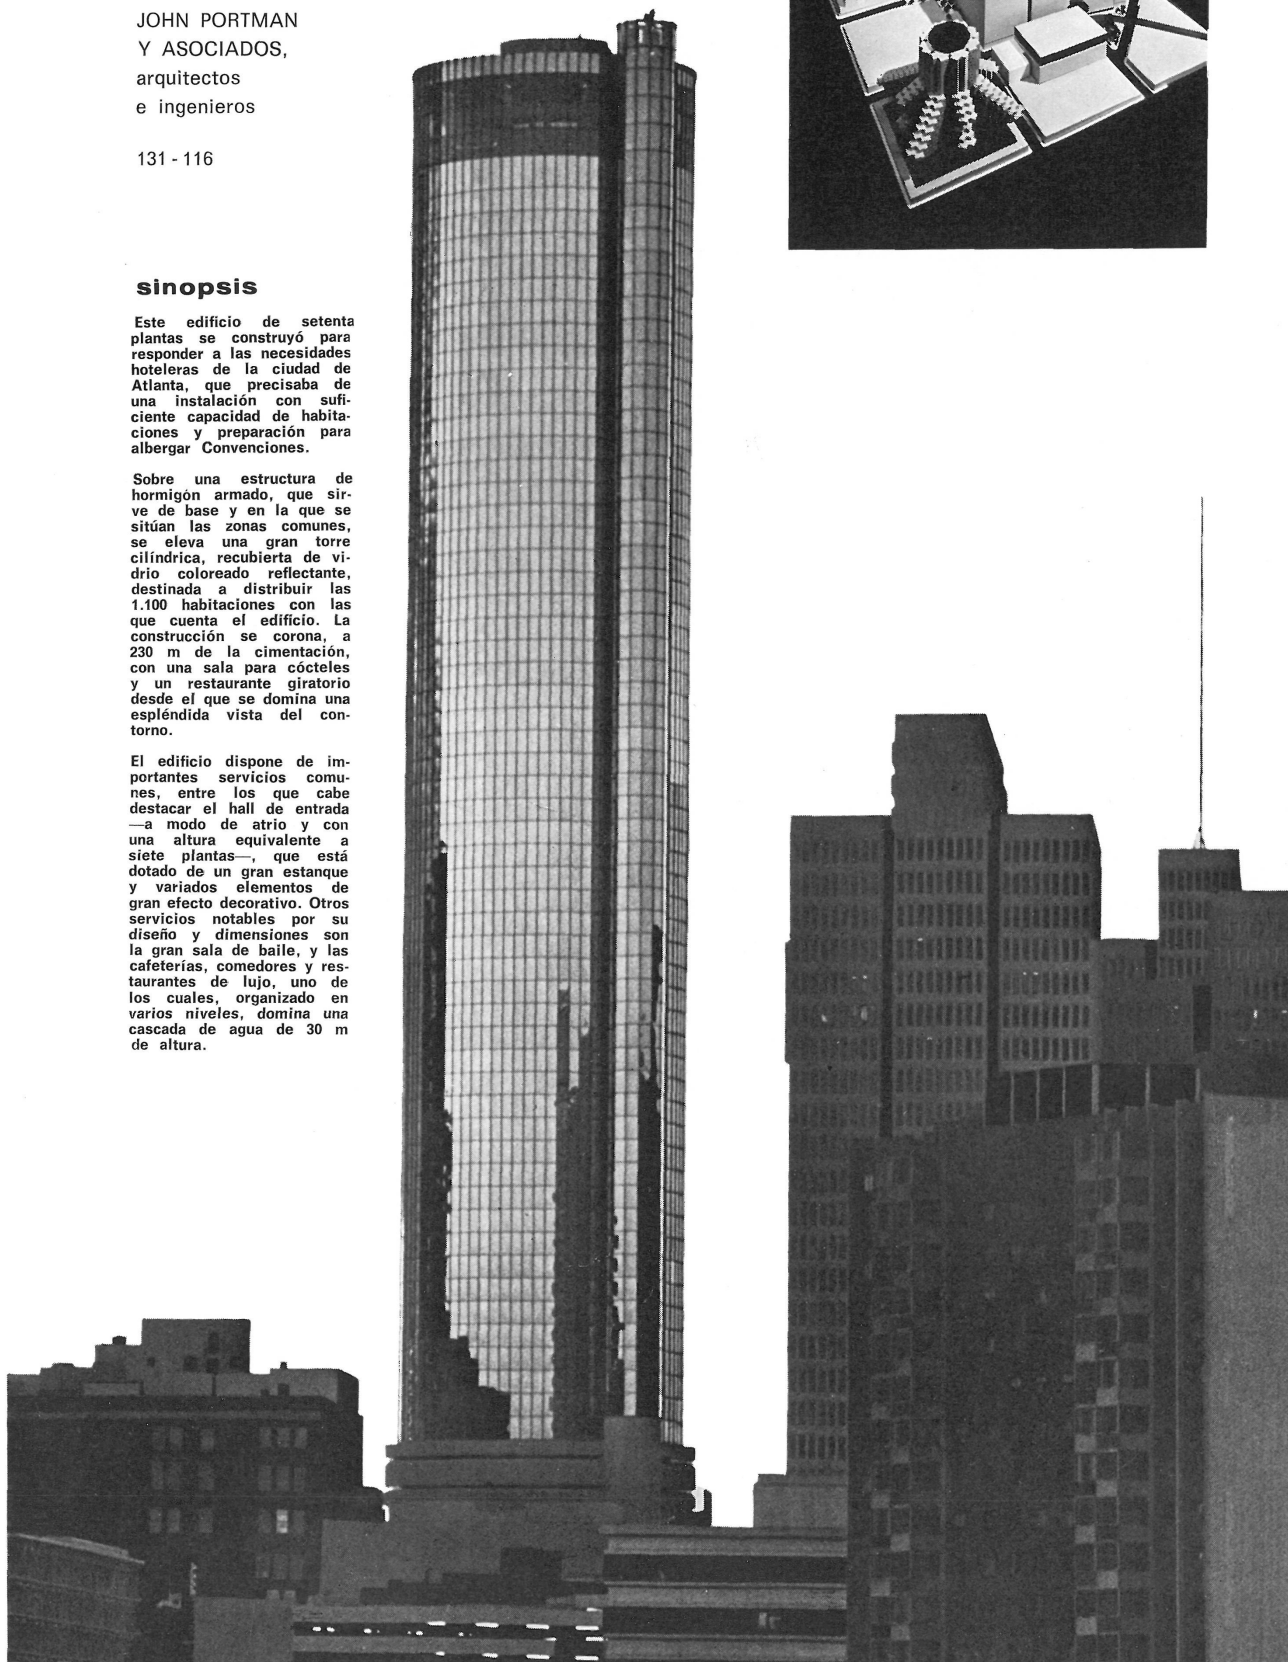 JOHN PORTMAN
Y ASOCIADOS,
arquitectos
e ingenieros
131 - 116
sinopsis
Este edificio de setenta
plantas se construyó para
responder a las necesidades
hoteleras de la ciudad de
Atlanta, que precisaba de
una instalación con sufi-
ciente capacidad de habita-
ciones y preparación para
albergar Convenciones.
Sobre una estructura de
hormigón armado, que sir-
ve de base y en la que se
sitúan las zonas comunes,
se eleva una gran torre
cilíndrica, recubierta de vi-
drio coloreado reflectante,
destinada a distribuir las
1.100 habitaciones con las
que cuenta el edificio. La
construcción se corona, a
230 m de la cimentación,
con una sala para cócteles
y un restaurante giratorio
desde el que se domina una
espléndida vista del con-
torno.
El edificio dispone de im-
portantes servicios comu-
nes, entre los que cabe
destacar el hall de entrada
—a modo de atrio y con
una altura equivalente a
siete plantas—, que está
dotado de un gran estanque
y variados elementos de
gran efecto decorativo. Otros
servicios notables por su
diseño y dimensiones son
la gran sala de baile, y las
cafeterías, comedores y res-
taurantes de lujo, uno de
los cuales, organizado en
varios niveles, domina una
cascada de agua de 30 m
de altura.